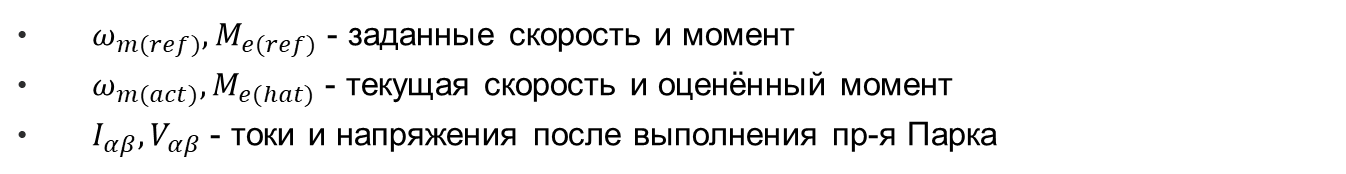 • 𝜔𝑚(𝑟𝑒𝑓), 𝑀𝑒(𝑟𝑒𝑓) - заданные скорость и момент
• 𝜔𝑚(𝑎𝑐𝑡), 𝑀𝑒(ℎ𝑎𝑡) - текущая скорость и оценённый момент
• 𝐼𝛼𝛽, 𝑉𝛼𝛽 - токи и напряжения после выполнения пр-я Парка